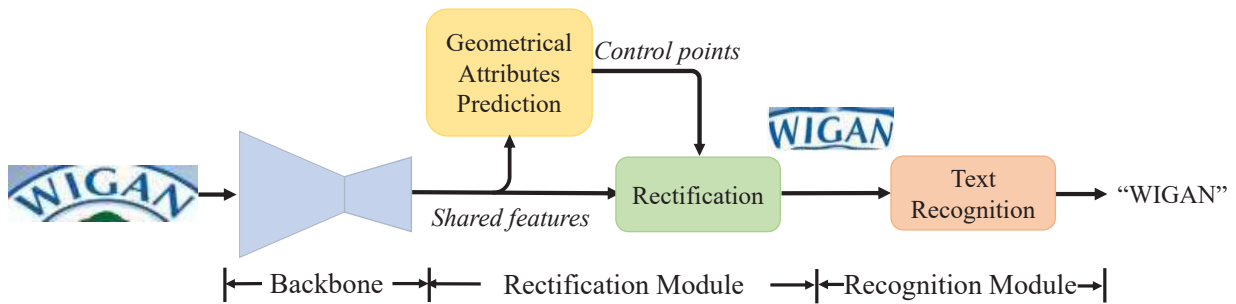 Geometrical
Attributes
Prediction
Control points
WIGAN
WIGAN
Rectification
Text
Recognition
“WIGAN”
Shared features
Backbone
Rectification Module
Recognition Module